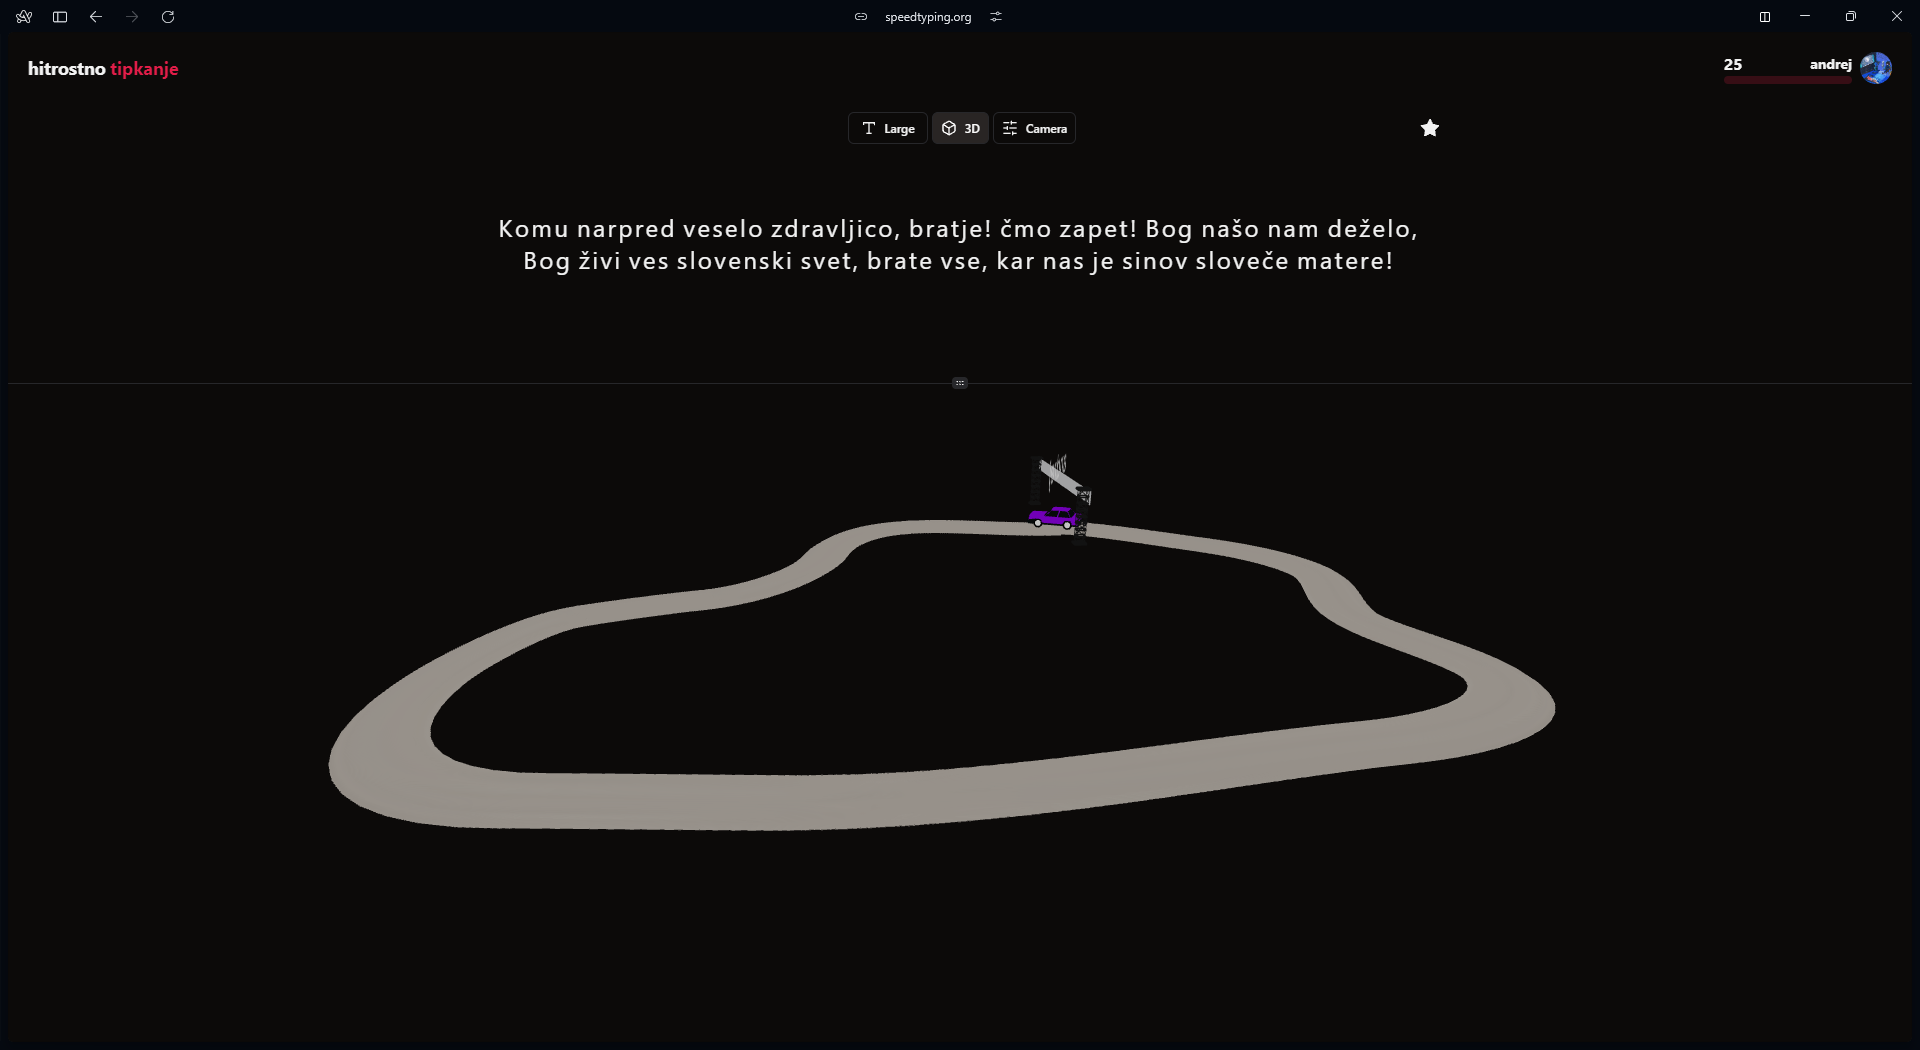 speedtyping.org
hitrostno tipkanje
25 andrej
Large 3D Camera
Komu narpred veselo zdravljico, bratje! čmo zapet! Bog našo nam deželo,
Bog živi ves slovenski svet, brate vse, kar nas je sinov sloveče matere!